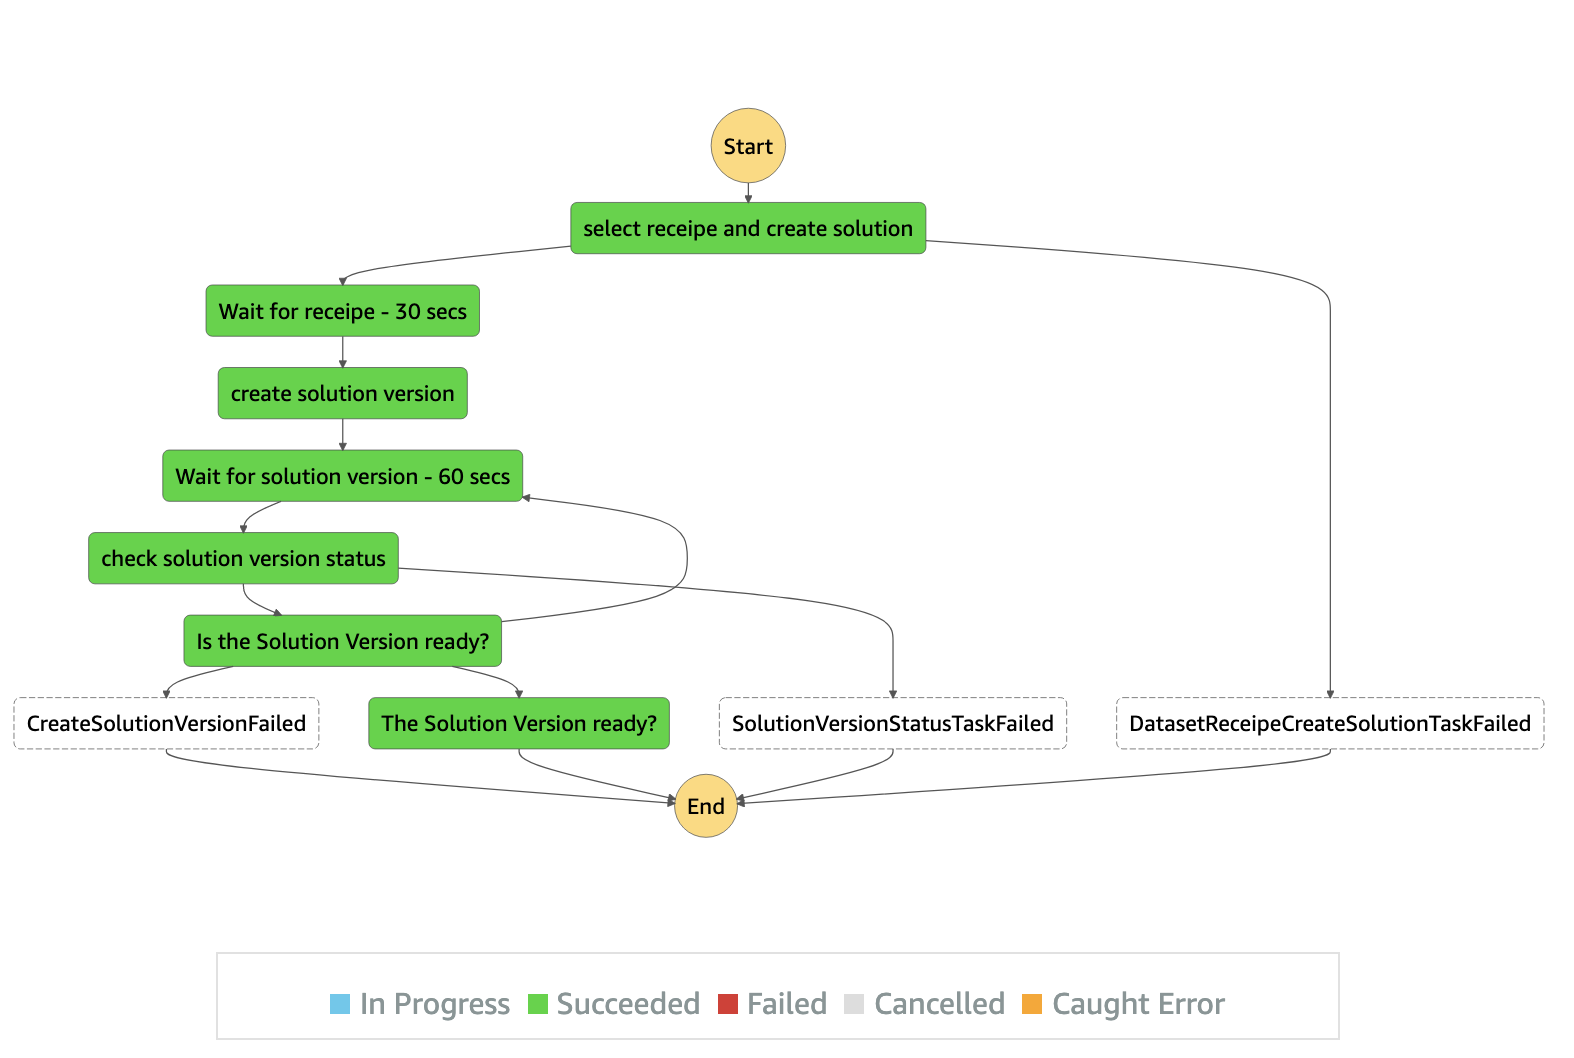 Start
select receipe and create solution
Wait for receipe - 30 secs
create solution version
Wait for solution version - 60 secs
check solution version status
Is the Solution Version ready?
CreateSolutionVersionFailed
The Solution Version ready?
SolutionVersionStatusTaskFailed
DatasetReceipeCreateSolutionTaskFailed
End
In Progress Succeeded Failed Cancelled Caught Error